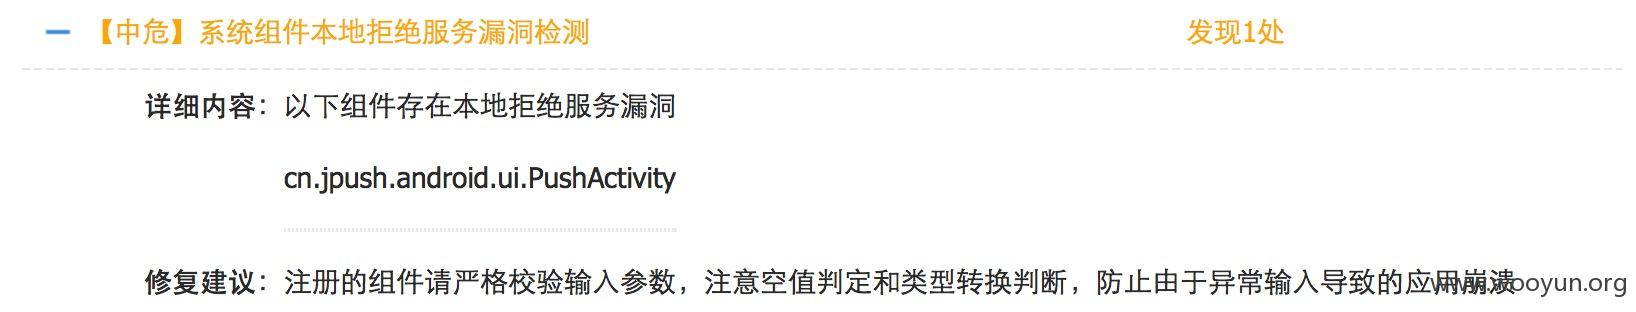 【中危】系统组件本地拒绝服务漏洞检测 发现1处
详细内容： 以下组件存在本地拒绝服务漏洞
cn.jpush.android.ui.PushActivity
修复建议： 注册的组件请严格校验输入参数，注意空值判定和类型转换判断，防止由于异常输入导致的应用崩溃
www.wooyun.org